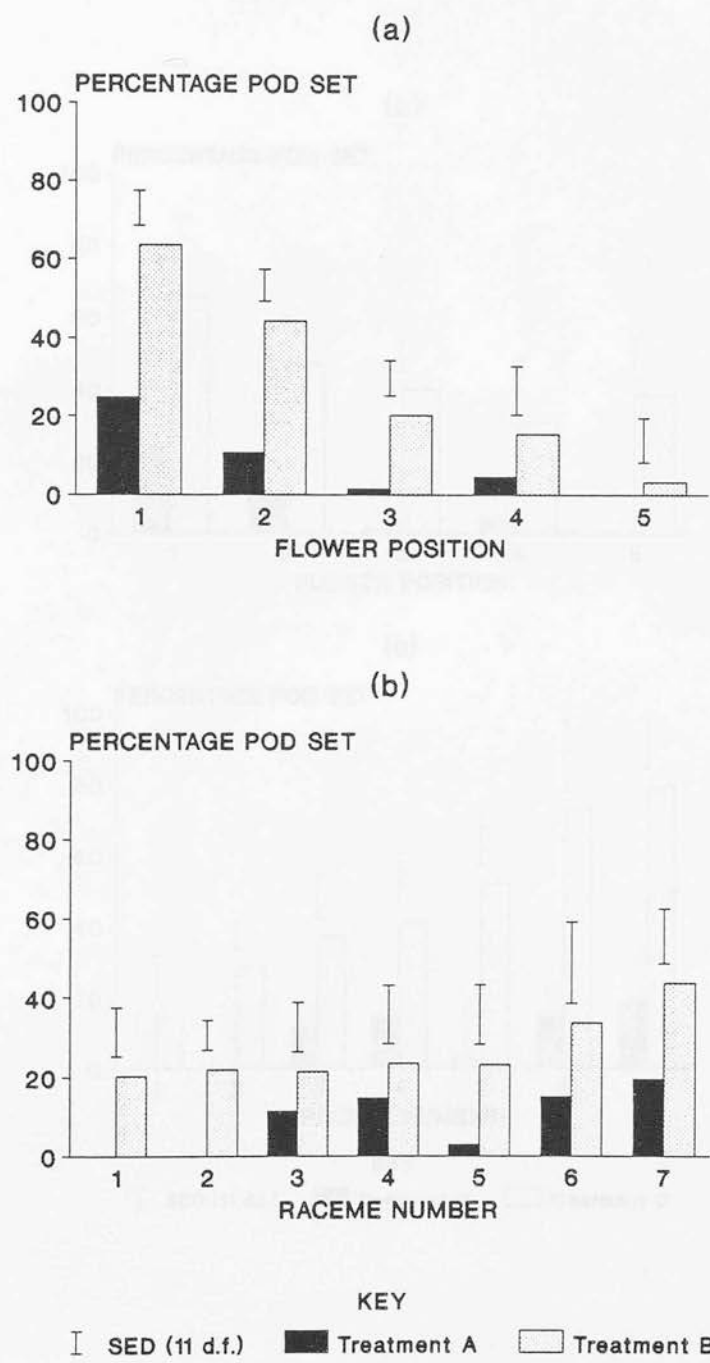 (a)
PERCENTAGE POD SET
100
80
60
40
20
0
1 2 3 4 5
FLOWER POSITION
(b)
PERCENTAGE POD SET
100
80
60
40
20
0
1 2 3 4 5 6 7
RACEME NUMBER
KEY
SED (11 d.f.) Treatment A Treatment B